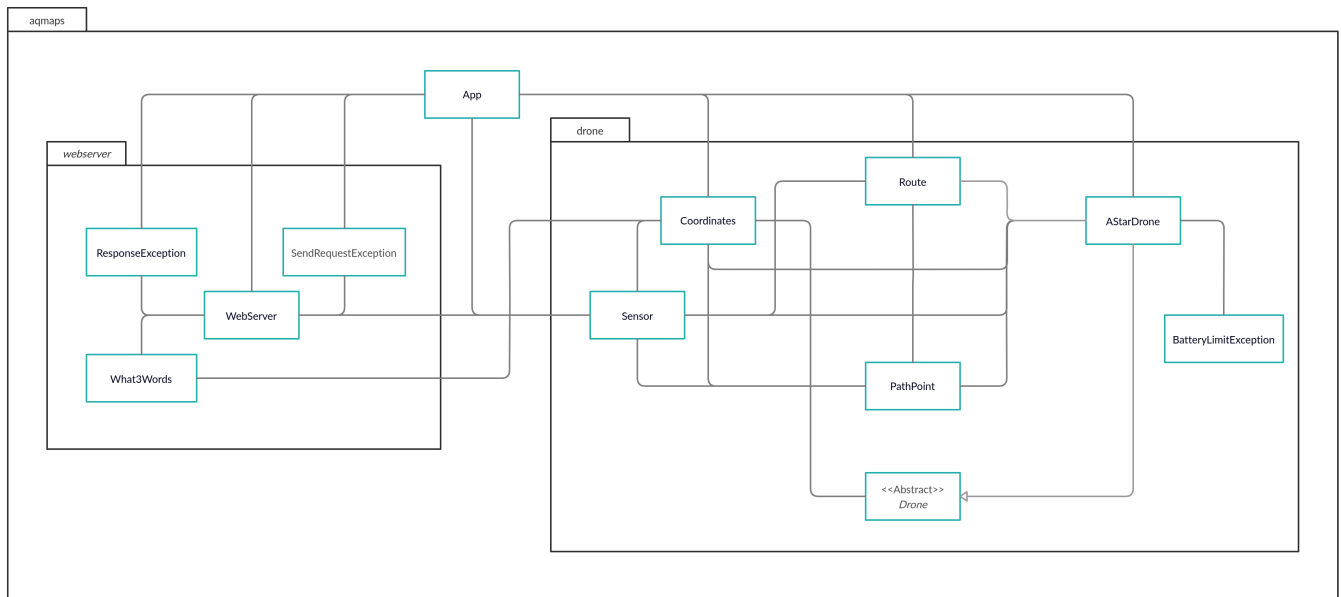 aqmaps
App
drone
webserver
Route
Coordinates
AStarDrone
ResponseException
SendRequestException
WebServer
Sensor
BatteryLimitException
What3Words
PathPoint
<<Abstract>>
Drone